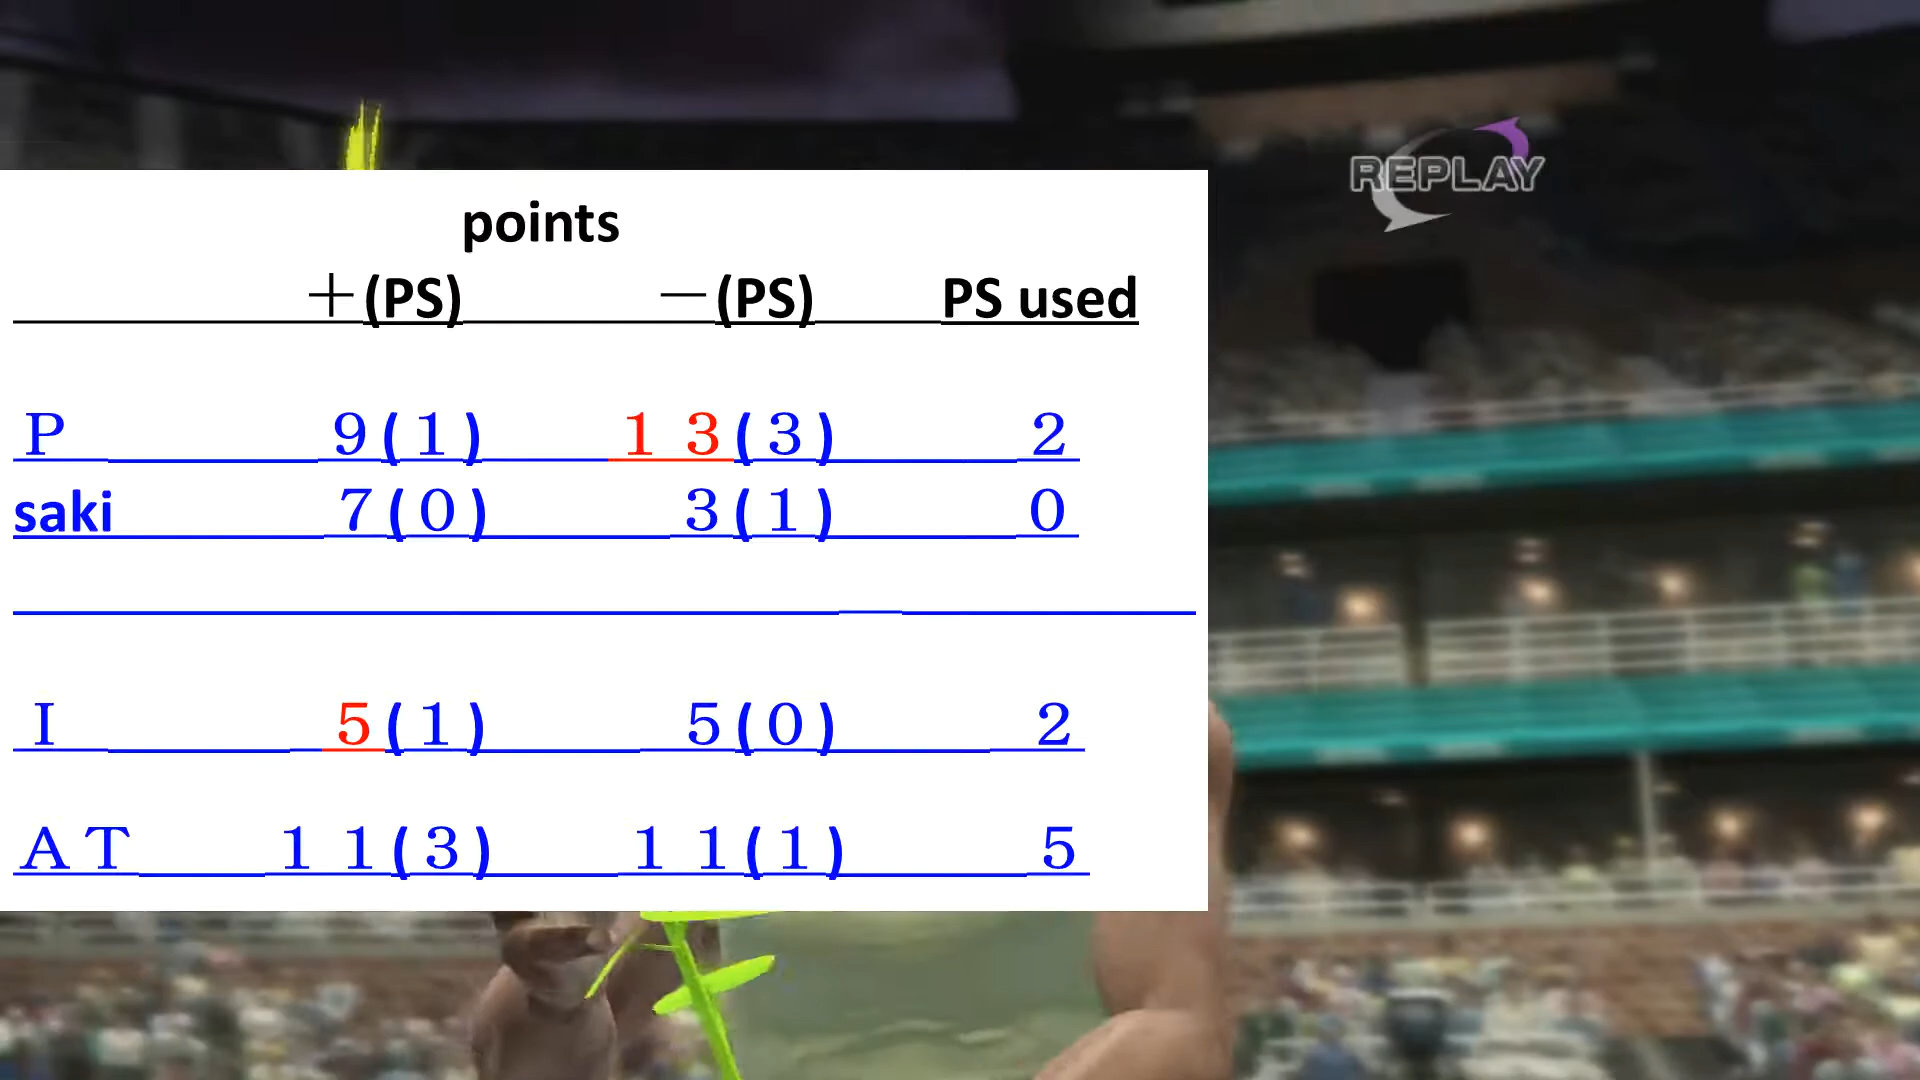 REPLAY
points
＋(PS) －(PS) PS used
P 9(1) 13(3) 2
saki 7(0) 3(1) 0
I 5(1) 5(0) 2
AT 11(3) 11(1) 5